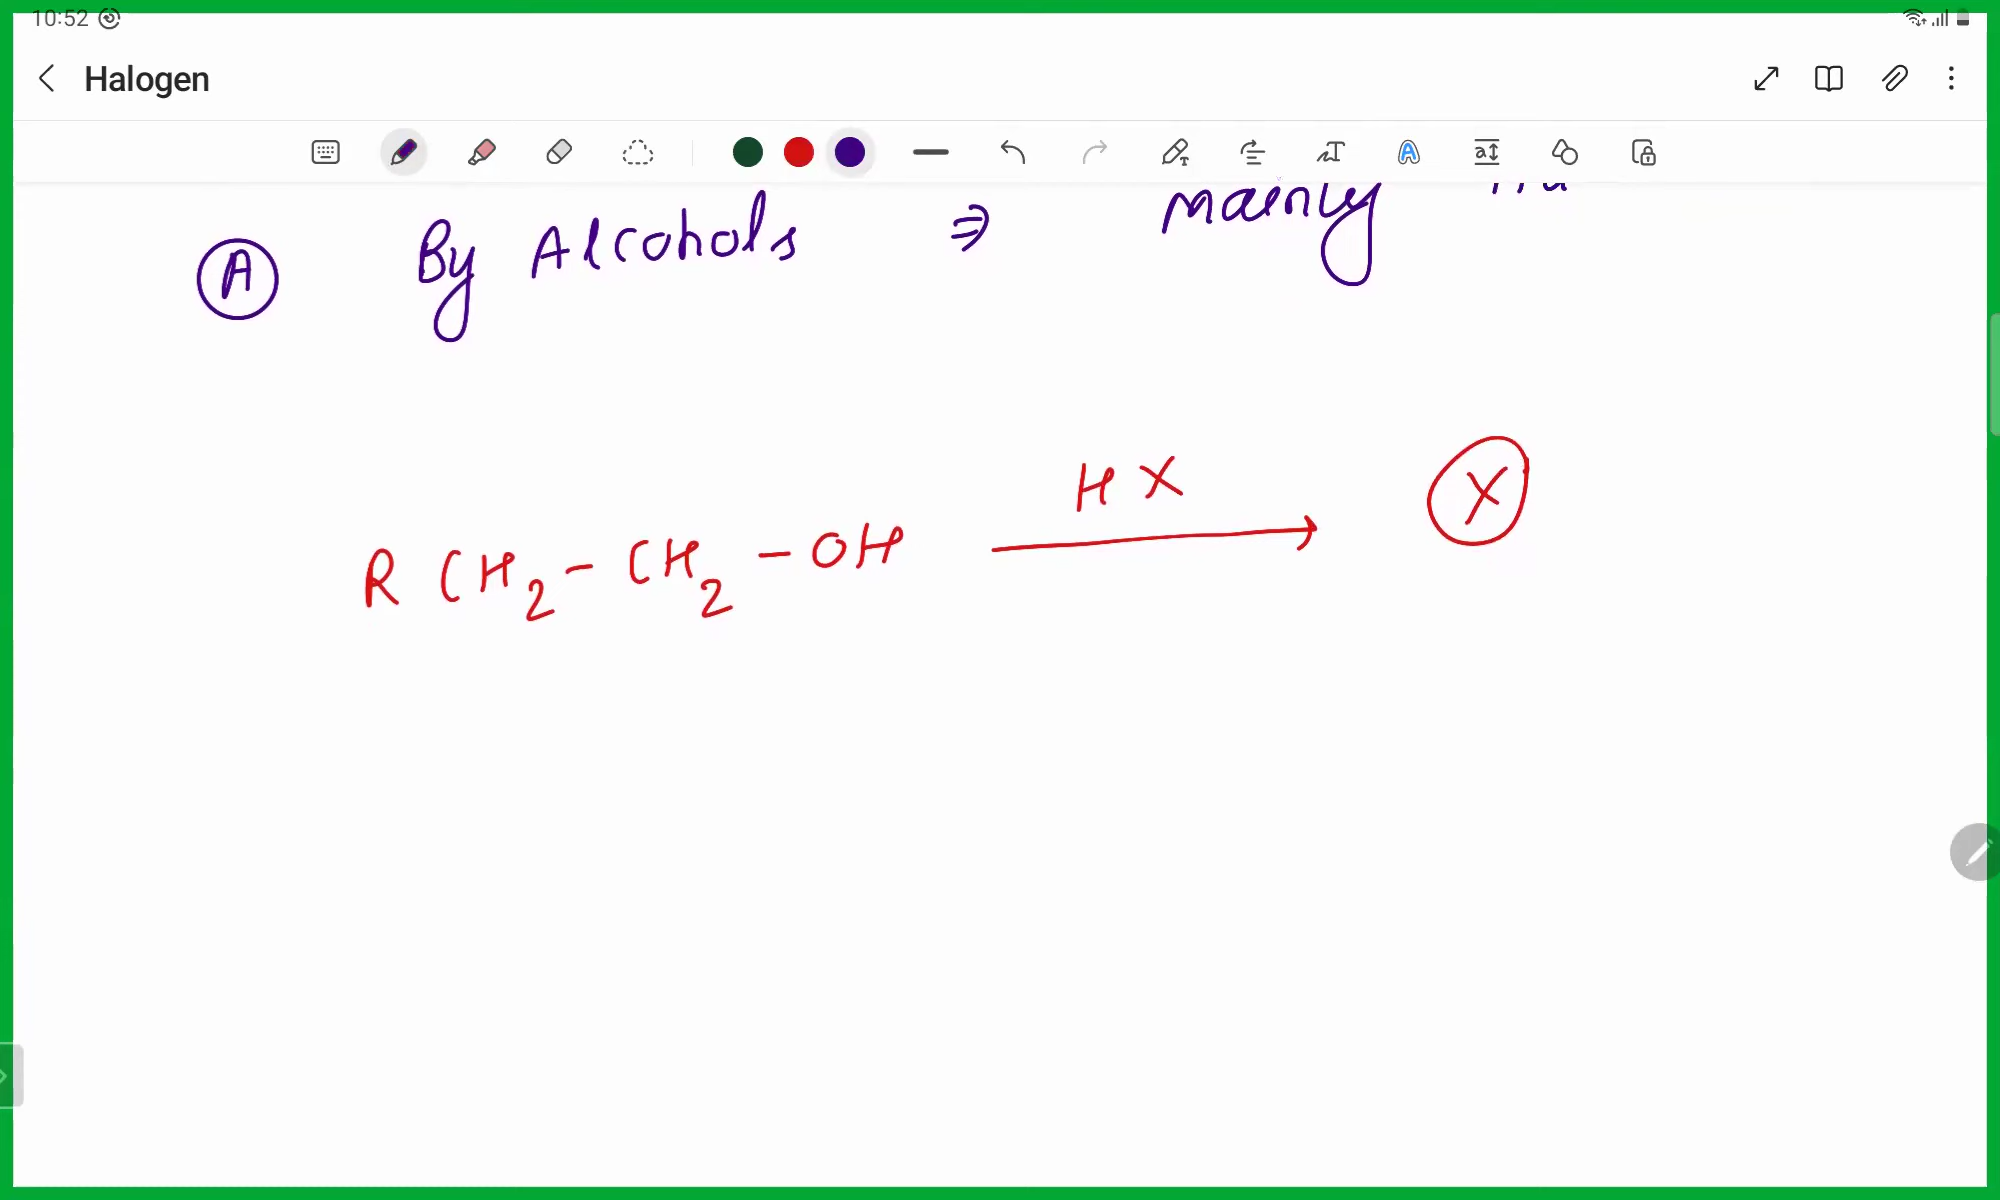 10:52
Halogen
A By Alcohols ⇒ Mainly
HX
R CH2 - CH2 - OH → X